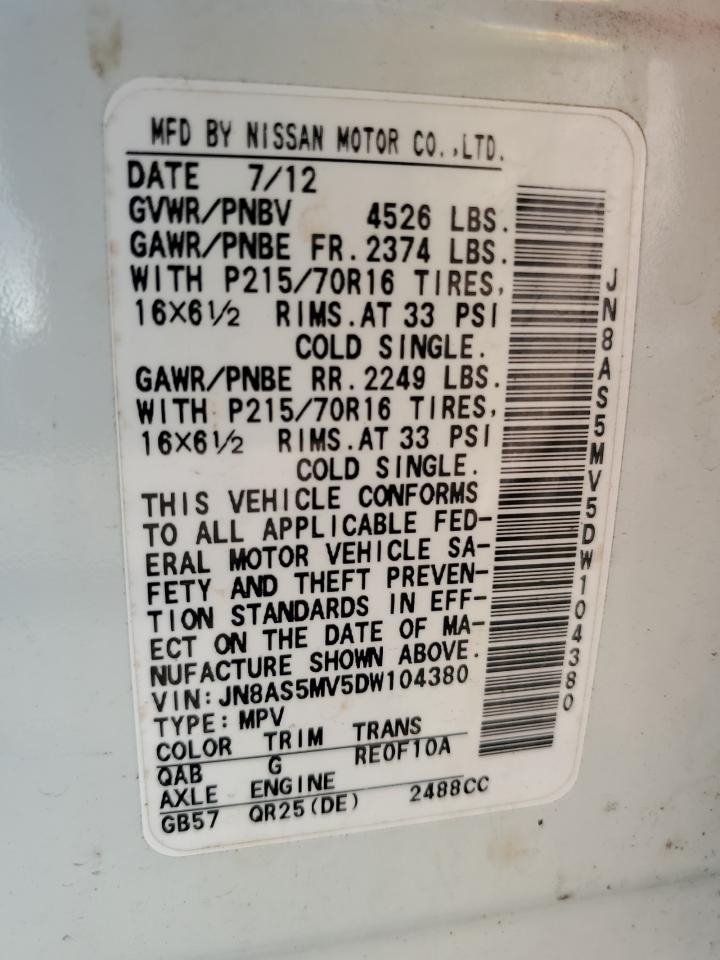 MFD BY NISSAN MOTOR CO.,LTD.
DATE 7/12
GVWR/PNBV 4526 LBS.
GAWR/PNBE FR. 2374 LBS.
WITH P215/70R16 TIRES,
16X6½ RIMS.AT 33 PSI
COLD SINGLE.
GAWR/PNBE RR. 2249 LBS.
WITH P215/70R16 TIRES,
16X6½ RIMS.AT 33 PSI
COLD SINGLE.
THIS VEHICLE CONFORMS
TO ALL APPLICABLE FED-
ERAL MOTOR VEHICLE SA-
FETY AND THEFT PREVEN-
TION STANDARDS IN EFF-
ECT ON THE DATE OF MA-
NUFACTURE SHOWN ABOVE.
VIN:JN8AS5MV5DW104380
TYPE:MPV
COLOR TRIM TRANS
QAB G RE0F10A
AXLE ENGINE
GB57 QR25(DE) 2488CC
JN8AS5MV5DW104380